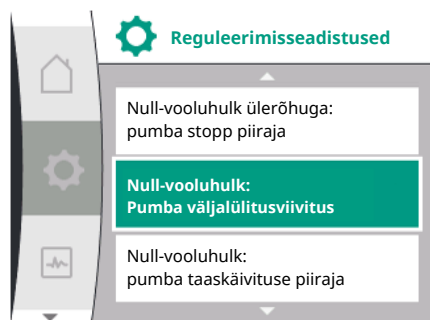 Reguleerimisseadistused
Null-vooluhulk ülerõhuga:
pumba stopp piiraja
Null-vooluhulk:
Pumba väljalülitusviivitus
Null-vooluhulk:
pumba taaskäivituse piiraja